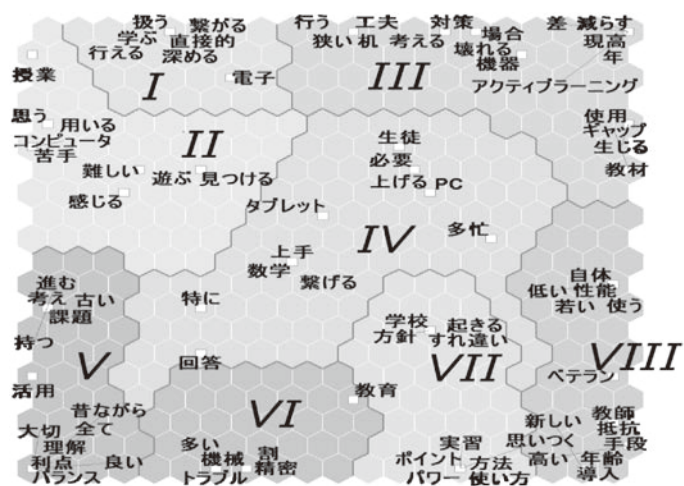 扱う 繋がる
学ぶ 直接的
行える 深める
I 電子
授業
行う 工夫 対策 場合
狭い 机 考える 壊れる
機器
III
アクティブラーニング
差 減らす
現高
年
思う
用いる
コンピュータ
苦手
II
難しい
遊ぶ 見つける
感じる
生徒
必要
上げる PC
タブレット
IV
多忙
上手
数学 繋げる
特に
回答
使用
ギャップ
生じる
教材
進む
考え 古い
課題
持つ
V
活用
昔ながら
大切 全て
理解
利点 良い
バランス
VI
教育
多い 割
機械 精密
トラブル
学校 起きる
方針 すれ違い
VII
実習
ポイント 方法
パワー 使い方
自体
低い 性能
若い 使う
VIII
ベテラン
新しい 教師
思いつく 抵抗
手段
高い 年齢
導入